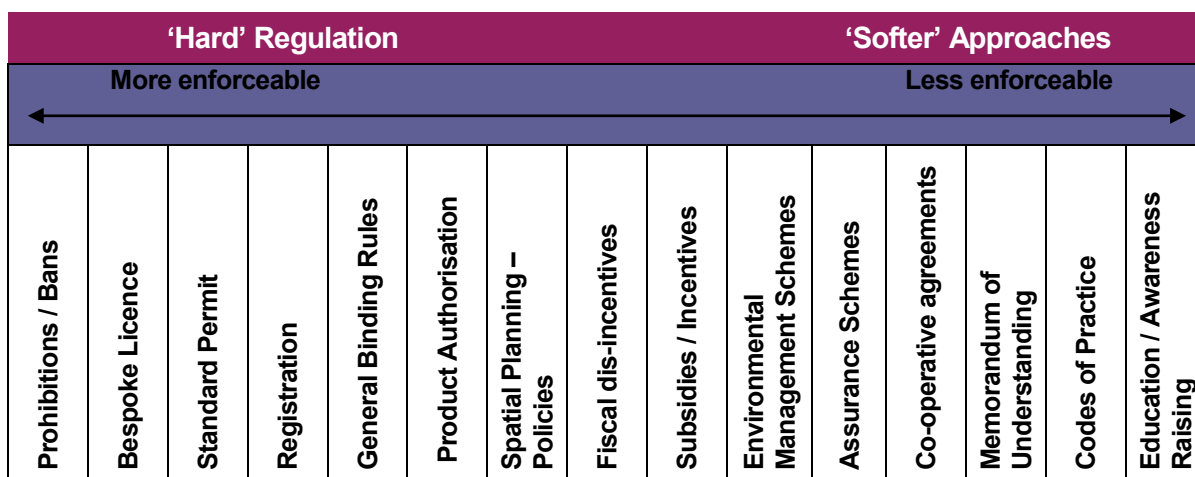 ‘Hard’ Regulation
‘Softer’ Approaches
More enforceable
Less enforceable
Prohibitions / Bans
Bespoke Licence
Standard Permit
Registration
General Binding Rules
Product Authorisation
Spatial Planning –
Policies
Fiscal dis-incentives
Subsidies / Incentives
Environmental
Management Schemes
Assurance Schemes
Co-operative agreements
Memorandum of
Understanding
Codes of Practice
Education / Awareness
Raising